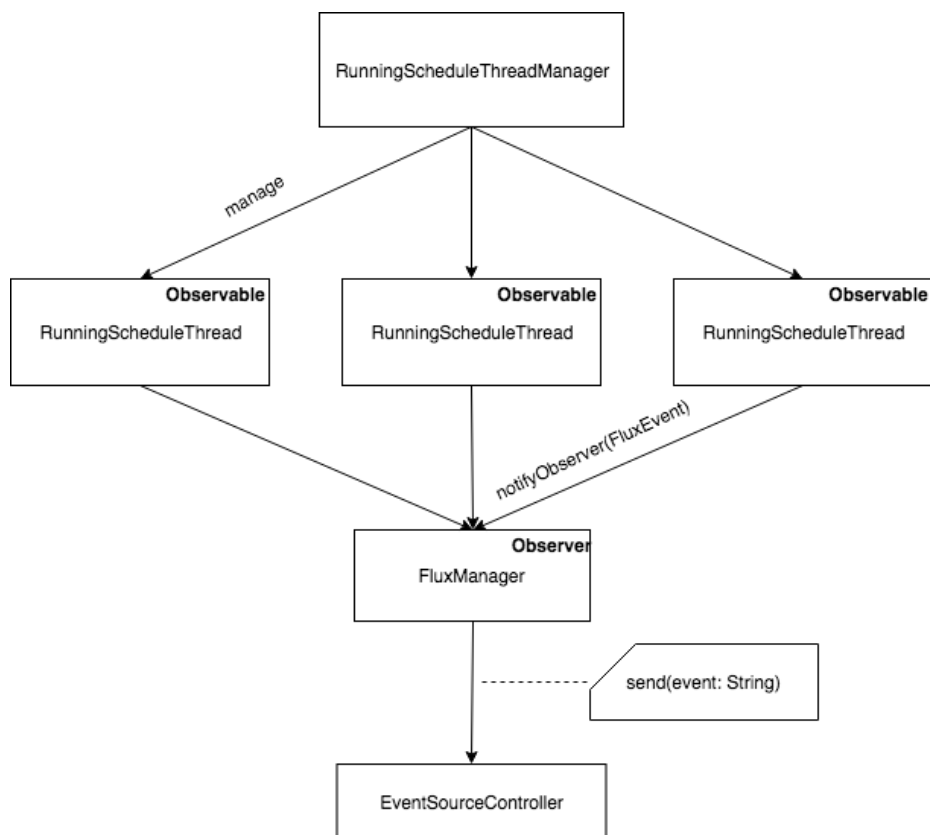 RunningScheduleThreadManager
manage
Observable
RunningScheduleThread
Observable
RunningScheduleThread
Observable
RunningScheduleThread
notifyObserver(FluxEvent)
Observer
FluxManager
send(event: String)
EventSourceController